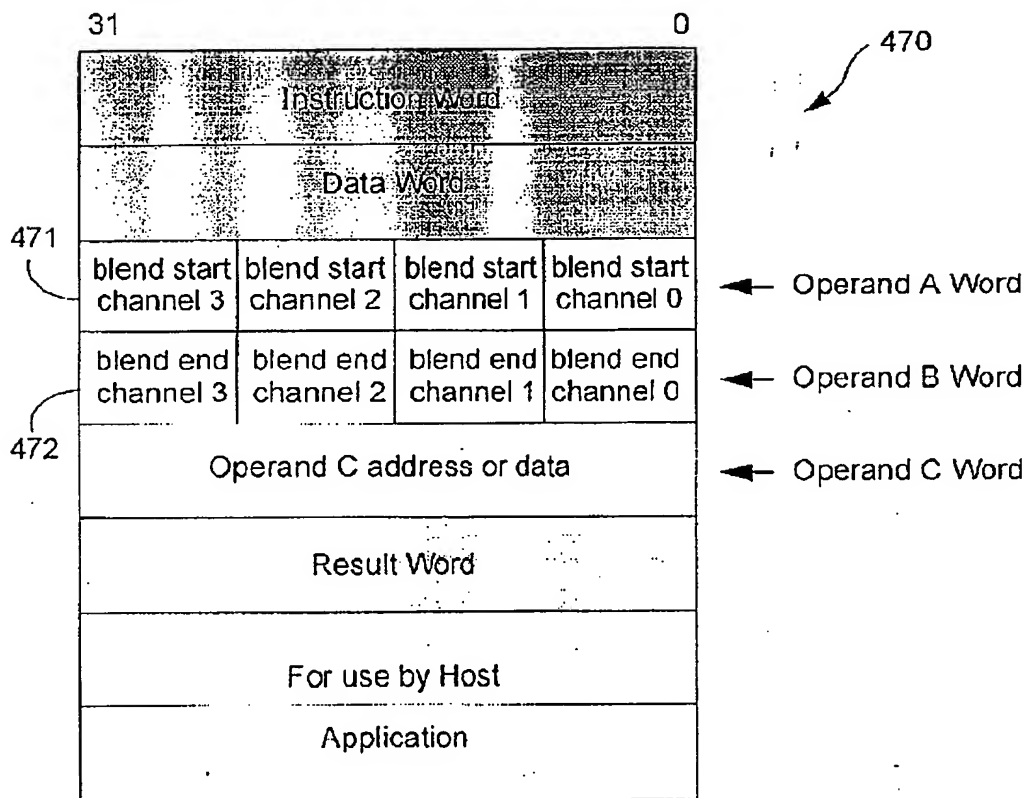 31 0
470
Instruction Word
Data Word
471
blend start channel 3 blend start channel 2 blend start channel 1 blend start channel 0
Operand A Word
blend end channel 3 blend end channel 2 blend end channel 1 blend end channel 0
Operand B Word
472
Operand C address or data
Operand C Word
Result Word
For use by Host
Application